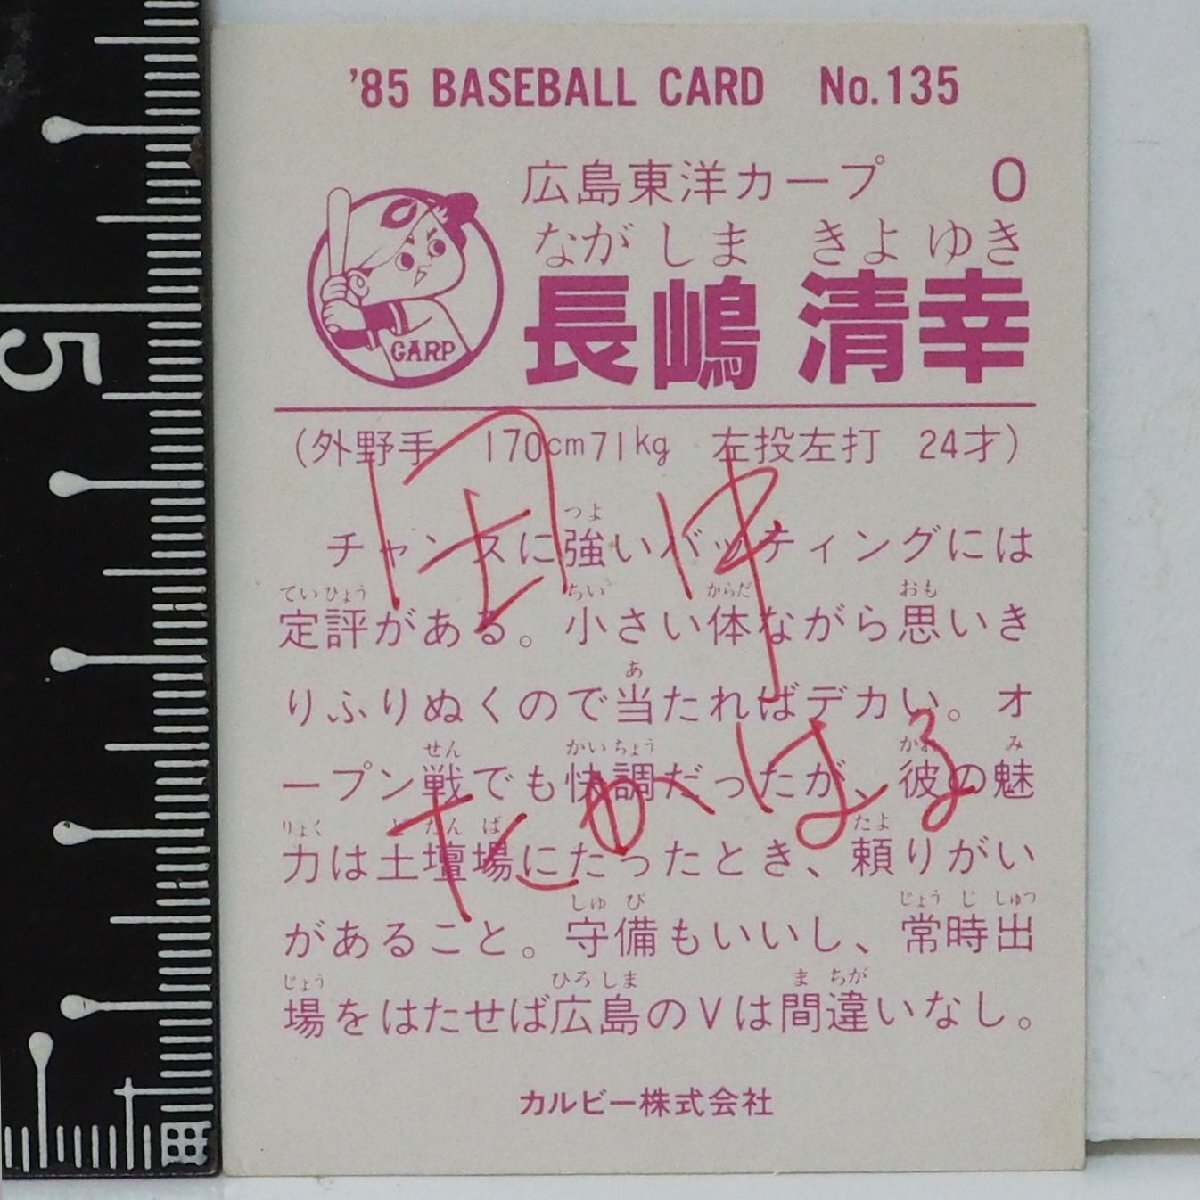 '85 BASEBALL CARD No.135
広島東洋カープ 0
ながしま きよゆき
長嶋 清幸
CARP
(外野手 170cm71kg 左投左打 24才)
チャンスに強いバッティングには
定評がある。小さい体ながら思いき
りふりぬくので当たればデカい。オ
ープン戦でも快調だったが、彼の魅
力は土壇場にたったとき、頼りがい
があること。守備もいいし、常時出
場をはたせば広島のVは間違いなし。
カルビー株式会社
田中
たかはる
5